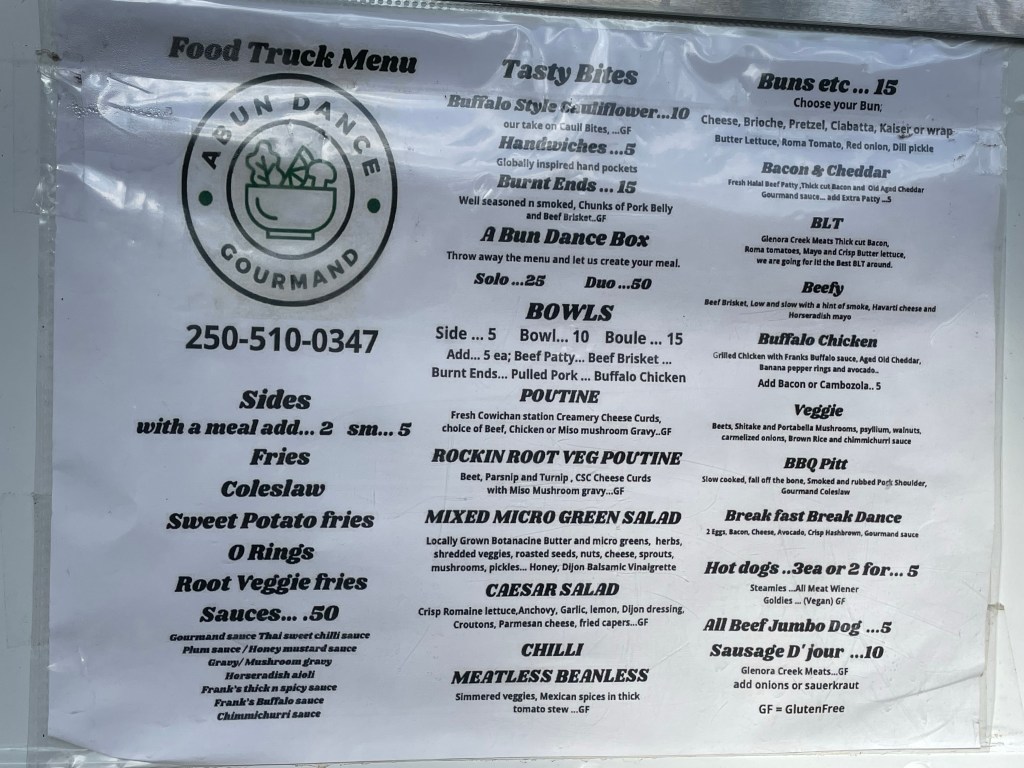 Food Truck Menu
A BUN DANCE
GOURMAND
250-510-0347
Sides
with a meal add... 2 sm... 5
Fries
Coleslaw
Sweet Potato fries
O Rings
Root Veggie fries
Sauces... .50
Gourmand sauce Thai sweet chilli sauce
Plum sauce / Honey mustard sauce
Gravy/ Mushroom gravy
Horseradish aioli
Frank's thick n spicy sauce
Frank's Buffalo sauce
Chimmichurri sauce
Tasty Bites
Buffalo Style Cauliflower...10
our take on Cauli Bites, ...GF
Handwiches ...5
Globally inspired hand pockets
Burnt Ends ... 15
Well seasoned n smoked, Chunks of Pork Belly
and Beef Brisket..GF
A Bun Dance Box
Throw away the menu and let us create your meal.
Solo ...25 Duo ...50
BOWLS
Side ... 5 Bowl... 10 Boule ... 15
Add... 5 ea; Beef Patty... Beef Brisket ...
Burnt Ends... Pulled Pork ... Buffalo Chicken
POUTINE
Fresh Cowichan station Creamery Cheese Curds,
choice of Beef, Chicken or Miso mushroom Gravy..GF
ROCKIN ROOT VEG POUTINE
Beet, Parsnip and Turnip , CSC Cheese Curds
with Miso Mushroom gravy...GF
MIXED MICRO GREEN SALAD
Locally Grown Botanacine Butter and micro greens, herbs,
shredded veggies, roasted seeds, nuts, cheese, sprouts,
mushrooms, pickles... Honey, Dijon Balsamic Vinaigrette
CAESAR SALAD
Crisp Romaine lettuce,Anchovy, Garlic, lemon, Dijon dressing,
Croutons, Parmesan cheese, fried capers...GF
CHILLI
MEATLESS BEANLESS
Simmered veggies, Mexican spices in thick
tomato stew ...GF
Buns etc ... 15
Choose your Bun;
Cheese, Brioche, Pretzel, Ciabatta, Kaiser or wrap
Butter Lettuce, Roma Tomato, Red onion, Dill pickle
Bacon & Cheddar
Fresh Halal Beef Patty ,Thick cut Bacon and Old Aged Cheddar
Gourmand sauce... add Extra Patty ..5
BLT
Glenora Creek Meats Thick cut Bacon,
Roma tomatoes, Mayo and Crisp Butter lettuce,
we are going for it! the Best BLT around.
Beefy
Beef Brisket, Low and slow with a hint of smoke, Havarti cheese and
Horseradish mayo
Buffalo Chicken
Grilled Chicken with Franks Buffalo sauce, Aged Old Cheddar,
Banana pepper rings and avocado..
Add Bacon or Cambozola.. 5
Veggie
Beets, Shitake and Portabella Mushrooms, psyllium, walnuts,
carmelized onions, Brown Rice and chimmichurri sauce
BBQ Pitt
Slow cooked, fall off the bone, Smoked and rubbed Pork Shoulder,
Gourmand Coleslaw
Break fast Break Dance
2 Eggs, Bacon, Cheese, Avocado, Crisp Hashbrown, Gourmand sauce
Hot dogs ..3ea or 2 for... 5
Steamies ...All Meat Wiener
Goldies ... (Vegan) GF
All Beef Jumbo Dog ...5
Sausage D' jour ...10
Glenora Creek Meats...GF
add onions or sauerkraut
GF = GlutenFree